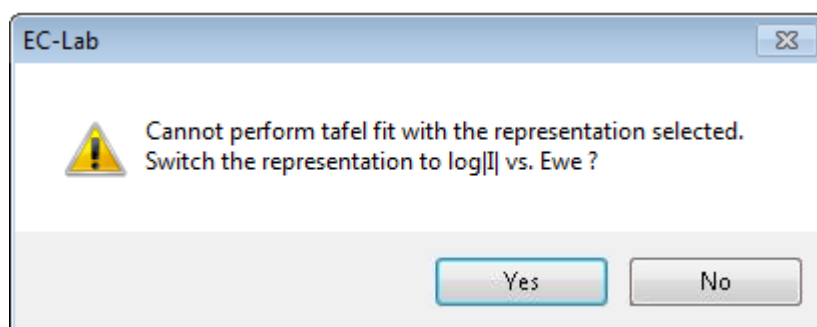 EC-Lab
Cannot perform tafel fit with the representation selected.
Switch the representation to log|I| vs. Ewe ?
Yes
No